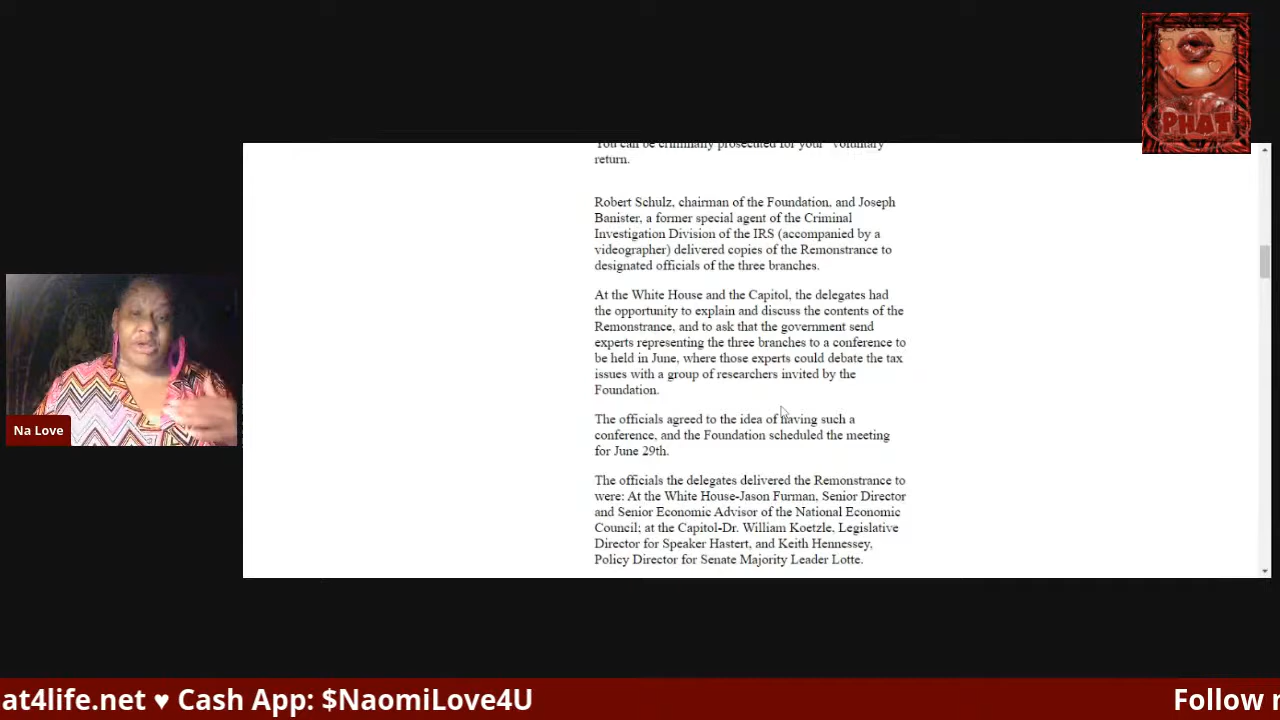 PHAT
You can be criminally prosecuted for your "voluntary
return.
Robert Schulz, chairman of the Foundation, and Joseph
Banister, a former special agent of the Criminal
Investigation Division of the IRS (accompanied by a
videographer) delivered copies of the Remonstrance to
designated officials of the three branches.
At the White House and the Capitol, the delegates had
the opportunity to explain and discuss the contents of the
Remonstrance, and to ask that the government send
experts representing the three branches to a conference to
be held in June, where those experts could debate the tax
issues with a group of researchers invited by the
Foundation.
The officials agreed to the idea of having such a
conference, and the Foundation scheduled the meeting
for June 29th.
The officials the delegates delivered the Remonstrance to
were: At the White House-Jason Furman, Senior Director
and Senior Economic Advisor of the National Economic
Council; at the Capitol-Dr. William Koetzle, Legislative
Director for Speaker Hastert, and Keith Hennessey,
Policy Director for Senate Majority Leader Lotte.
Na Love
at4life.net ♥ Cash App: $NaomiLove4U
Follow